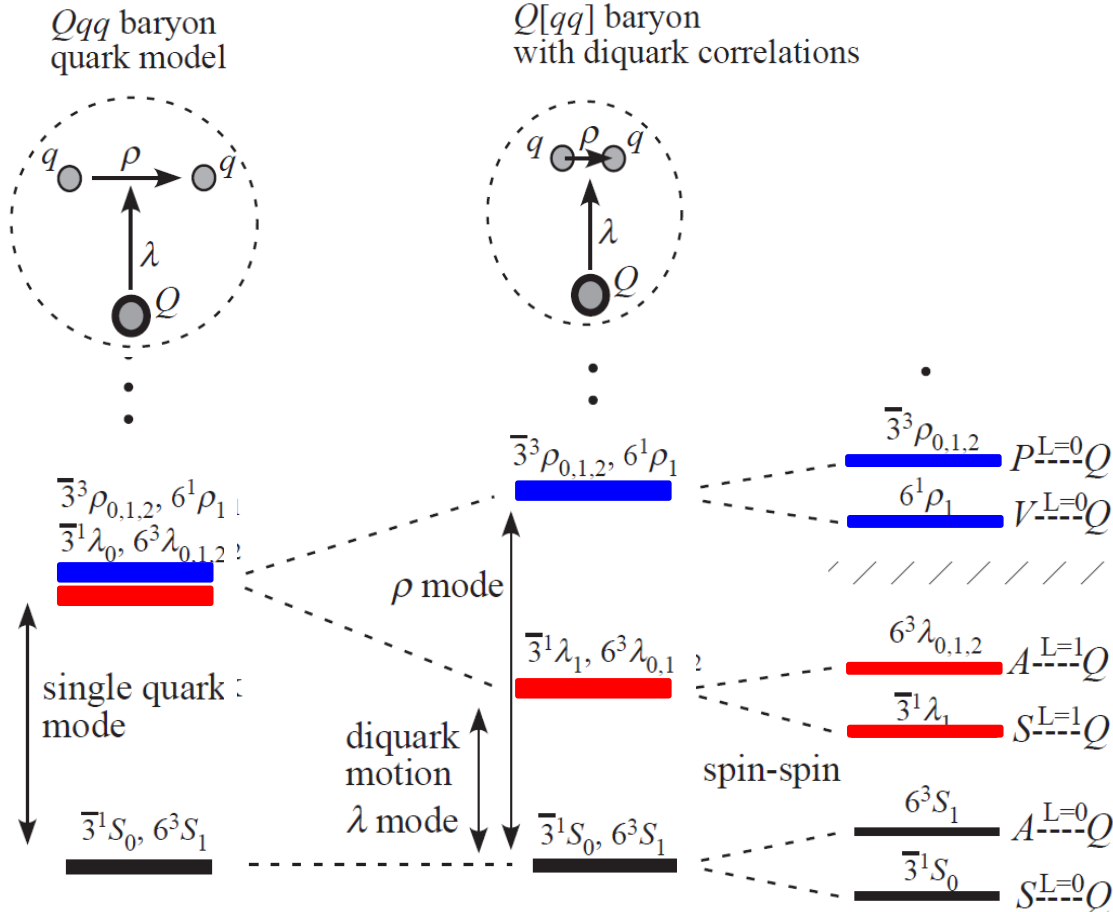 Qqq baryon
quark model
Q[qq] baryon
with diquark correlations
q ρ q
λ
Q
q ρ q
λ
Q
3̅³ρ₀,₁,₂, 6¹ρ₁ 1
3̅¹λ₀, 6³λ₀,₁,₂ 2
single quark
mode
3̅¹S₀, 6³S₁
3̅³ρ₀,₁,₂, 6¹ρ₁
ρ mode
3̅¹λ₁, 6³λ₀,₁ ,2
diquark
motion
λ mode
3̅¹S₀, 6³S₁
spin-spin
3̅³ρ₀,₁,₂ P L=0 Q
6¹ρ₁ V L=0 Q
6³λ₀,₁,₂ A L=1 Q
3̅¹λ₁ S L=1 Q
6³S₁ A L=0 Q
3̅¹S₀ S L=0 Q